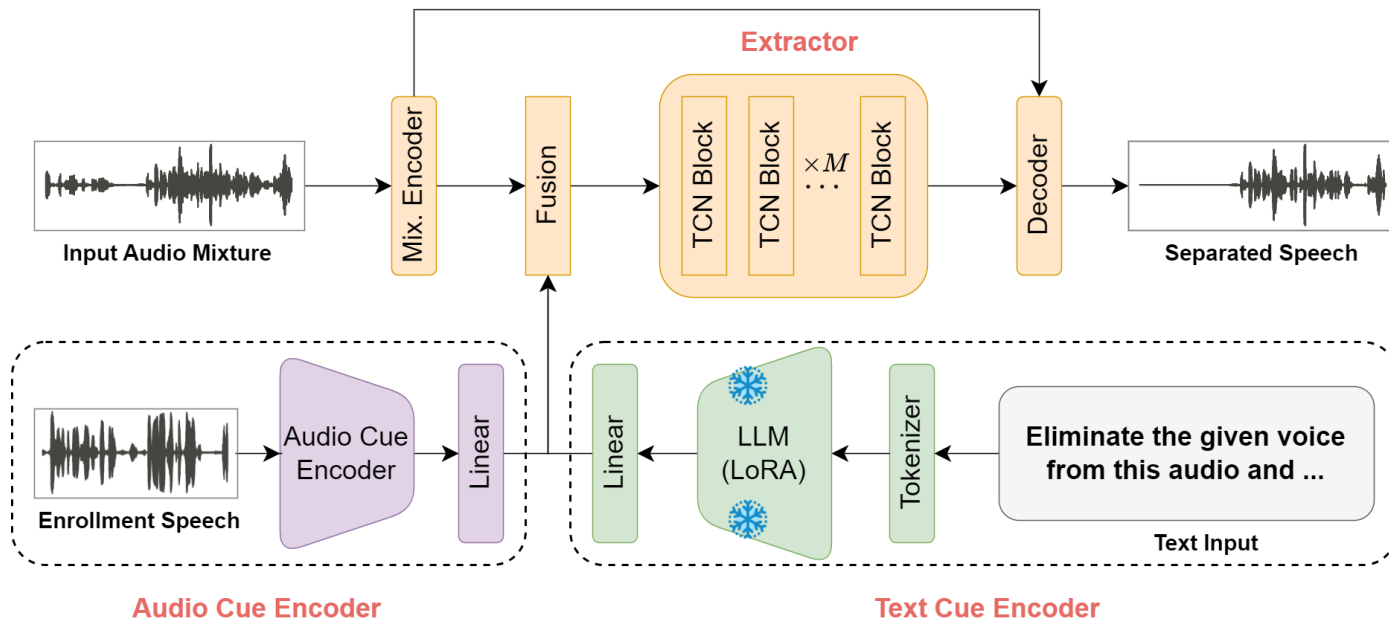 Extractor
Mix. Encoder
Fusion
TCN Block
TCN Block
×M
...
TCN Block
Decoder
Input Audio Mixture
Separated Speech
Audio Cue
Encoder
Linear
Enrollment Speech
Linear
LLM
(LoRA)
Tokenizer
Eliminate the given voice
from this audio and ...
Text Input
Audio Cue Encoder
Text Cue Encoder